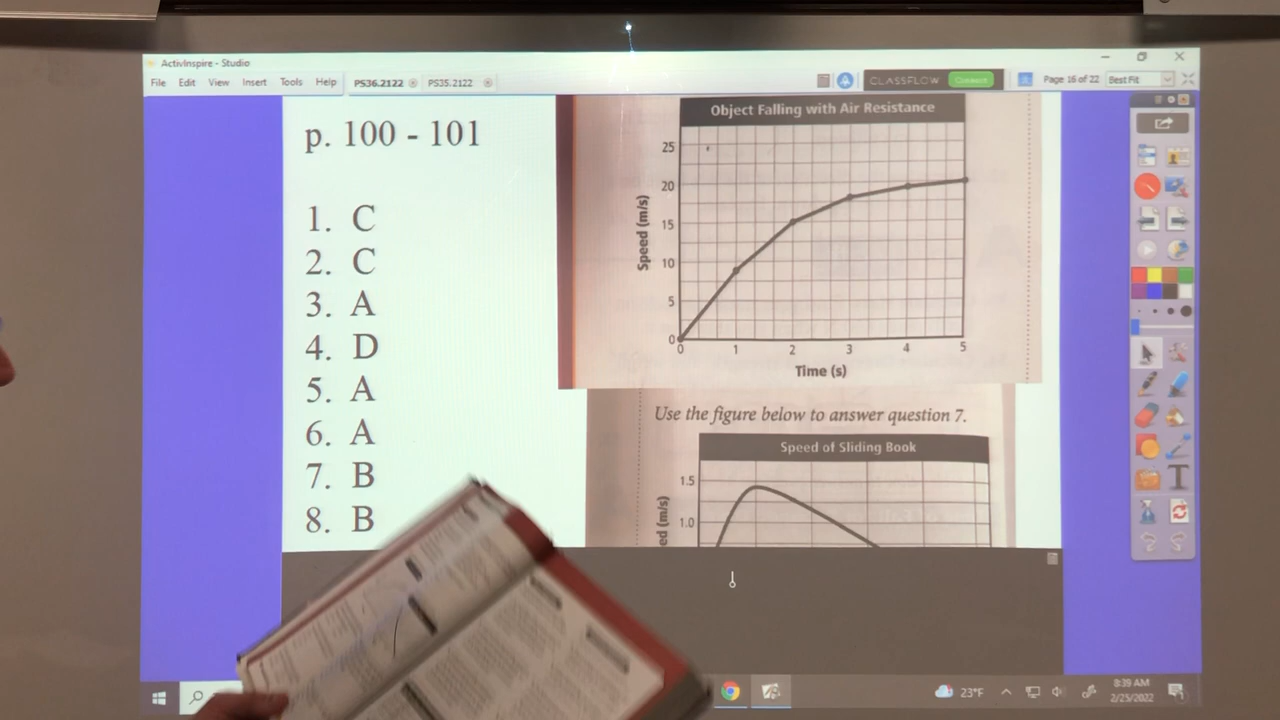 ActivInspire - Studio
File Edit View Insert Tools Help PS36.2122 PS35.2122 CLASSFLOW Connect Page 16 of 22 Best Fit
p. 100 - 101
1. C
2. C
3. A
4. D
5. A
6. A
7. B
8. B
Object Falling with Air Resistance
25
20
15
10
5
0
Speed (m/s)
0 1 2 3 4 5
Time (s)
Use the figure below to answer question 7.
Speed of Sliding Book
1.5
1.0
ed (m/s)
T
23°F
8:39 AM
2/25/2022